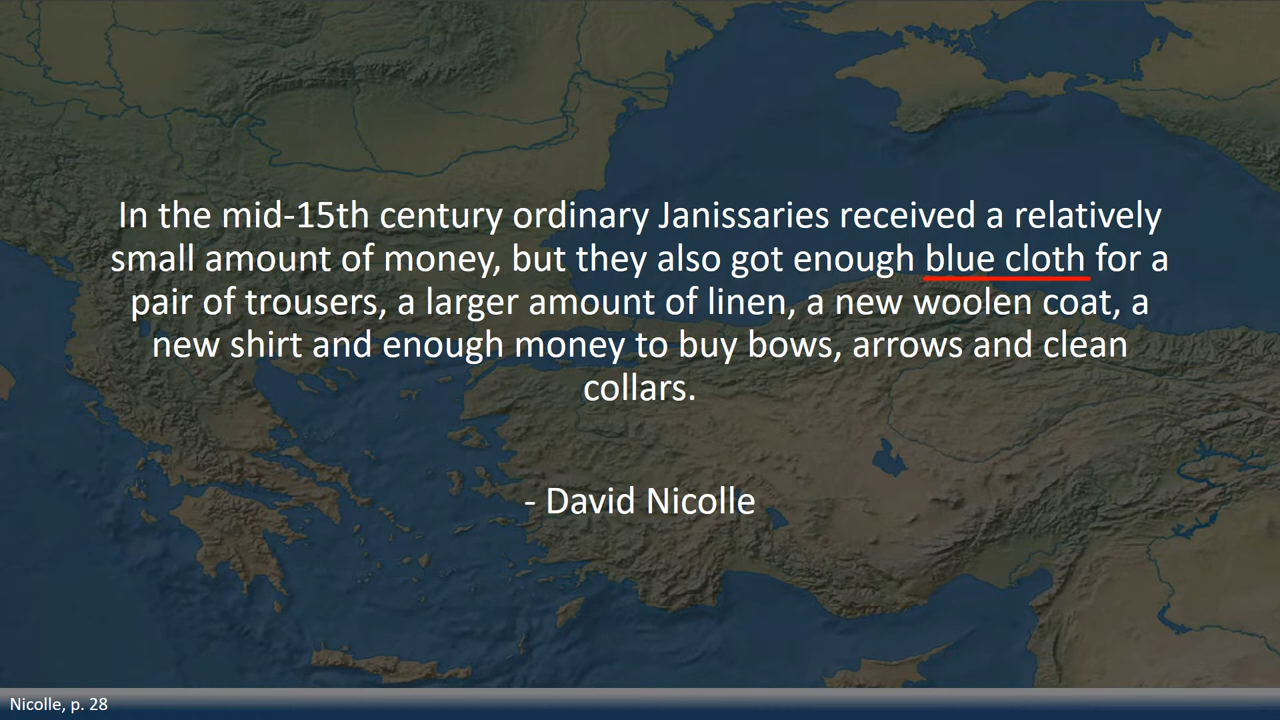 In the mid-15th century ordinary Janissaries received a relatively
small amount of money, but they also got enough blue cloth for a
pair of trousers, a larger amount of linen, a new woolen coat, a
new shirt and enough money to buy bows, arrows and clean
collars.
- David Nicolle
Nicolle, p. 28